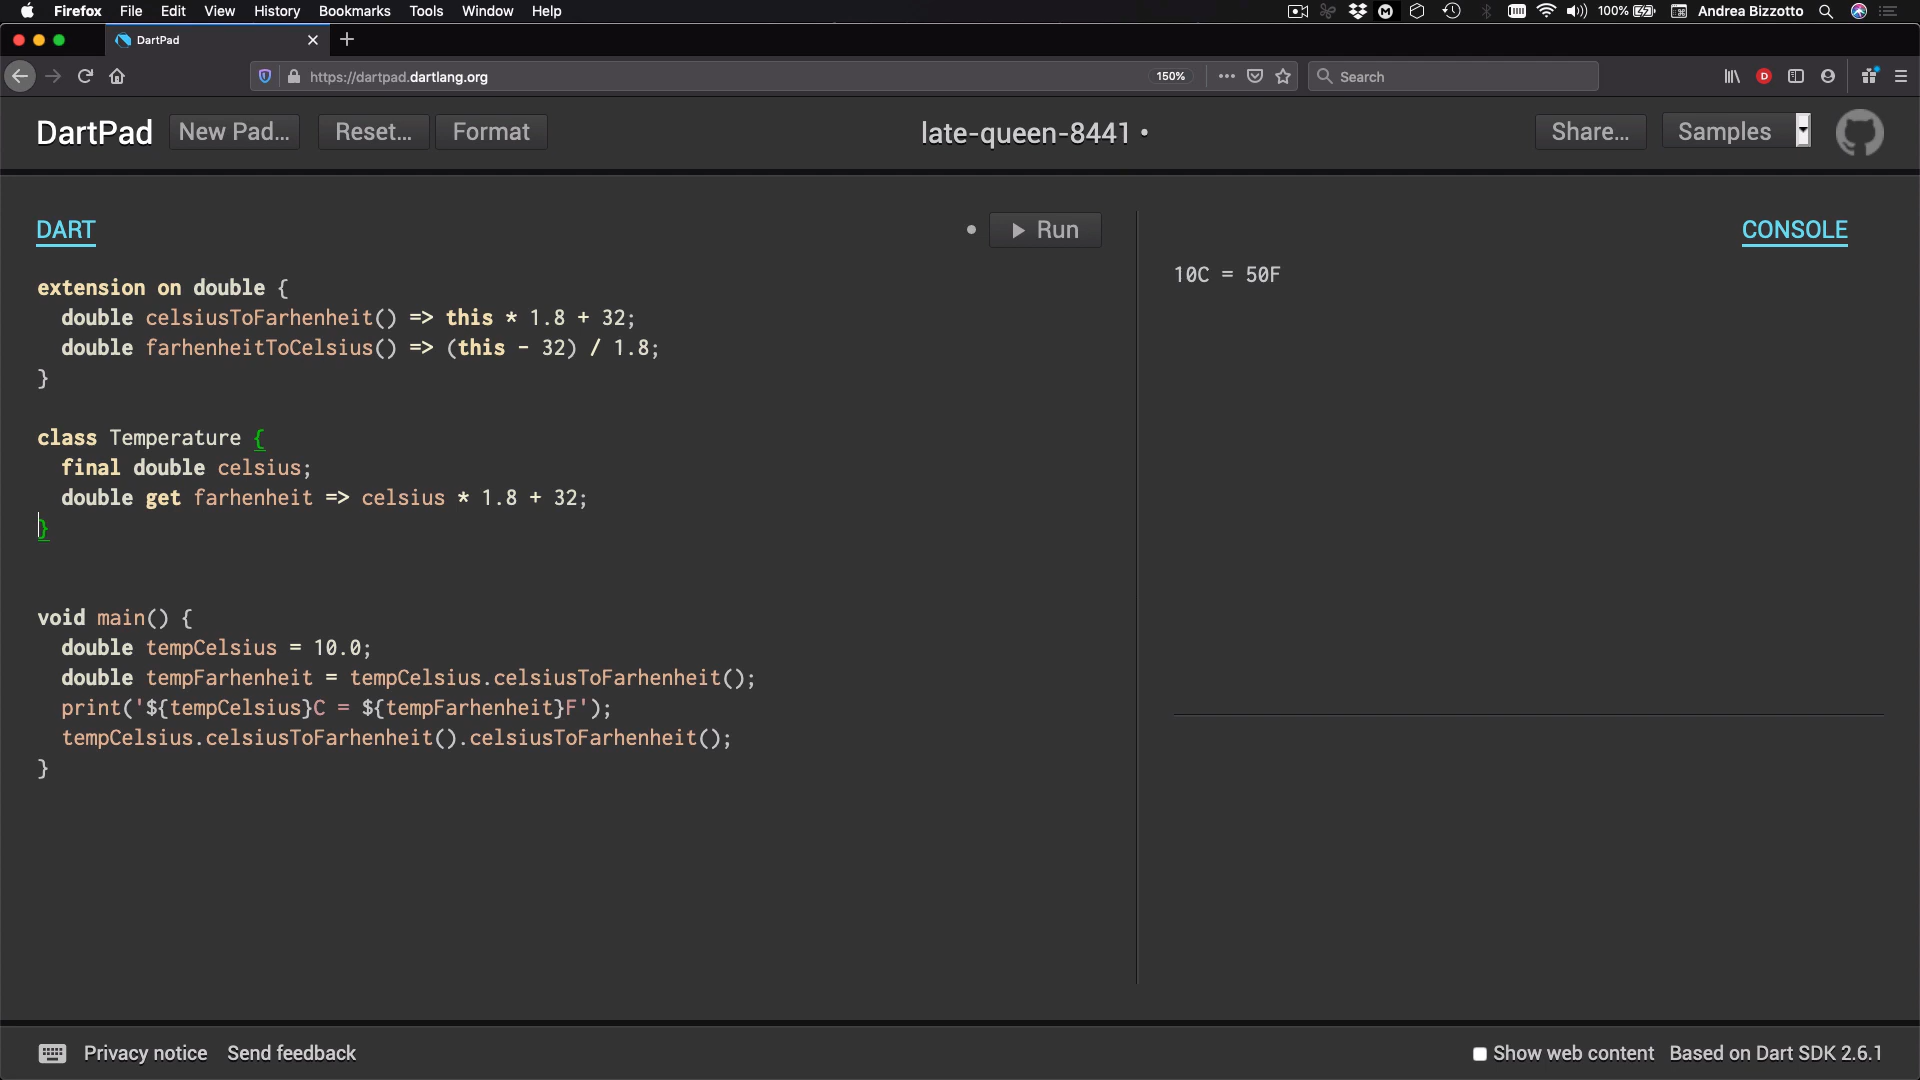 Firefox File Edit View History Bookmarks Tools Window Help 100% Andrea Bizzotto
DartPad
https://dartpad.dartlang.org 150% Search
DartPad New Pad... Reset... Format late-queen-8441 • Share... Samples
DART Run CONSOLE
extension on double {
  double celsiusToFarhenheit() => this * 1.8 + 32;
  double farhenheitToCelsius() => (this - 32) / 1.8;
}
class Temperature {
  final double celsius;
  double get farhenheit => celsius * 1.8 + 32;
}
void main() {
  double tempCelsius = 10.0;
  double tempFarhenheit = tempCelsius.celsiusToFarhenheit();
  print('${tempCelsius}C = ${tempFarhenheit}F');
  tempCelsius.celsiusToFarhenheit().celsiusToFarhenheit();
}
10C = 50F
Privacy notice Send feedback Show web content Based on Dart SDK 2.6.1